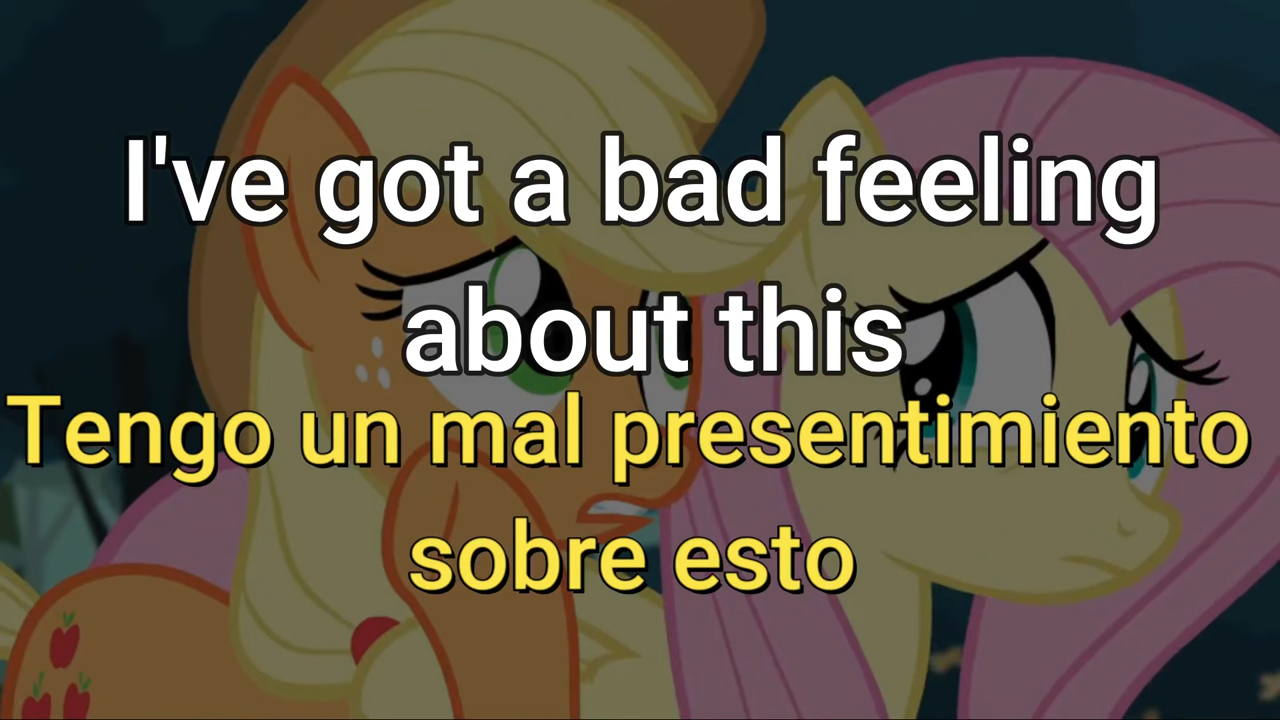 I've got a bad feeling
about this
Tengo un mal presentimiento
sobre esto